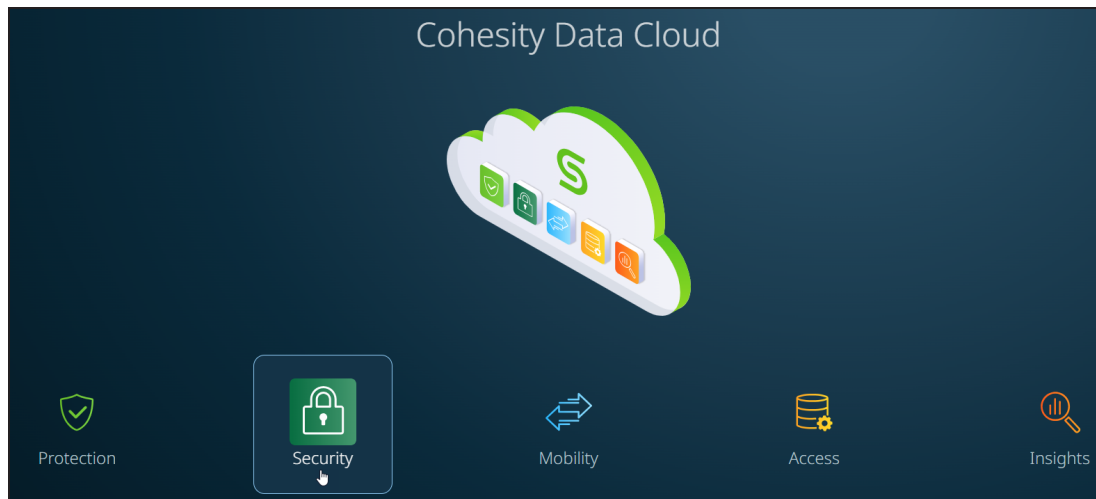 Cohesity Data Cloud
Protection
Security
Mobility
Access
Insights